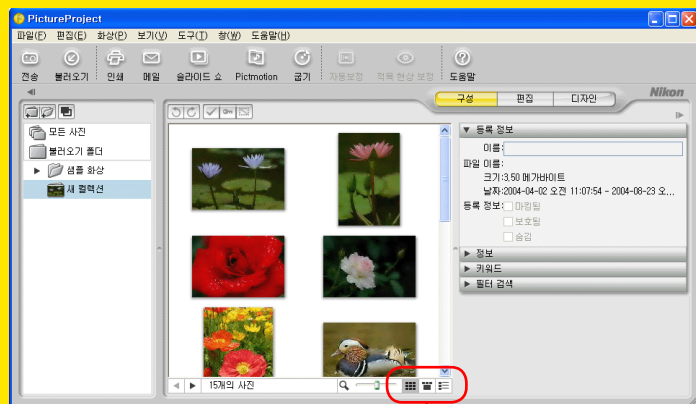 PictureProject
파일(F) 편집(E) 화상(P) 보기(V) 도구(T) 창(W) 도움말(H)
전송 불러오기 인쇄 메일 슬라이드 쇼 Pictmotion 굽기 자동보정 적목 현상 보정 도움말
구성 편집 디자인 Nikon
모든 사진
불러오기 폴더
샘플 화상
새 컬렉션
등록 정보
이름:
파일 이름:
크기:3,50 메가바이트
날짜:2004-04-02 오전 11:07:54 - 2004-08-23 오...
등록 정보: 마킹됨
보호됨
숨김
정보
키워드
필터 검색
15개의 사진